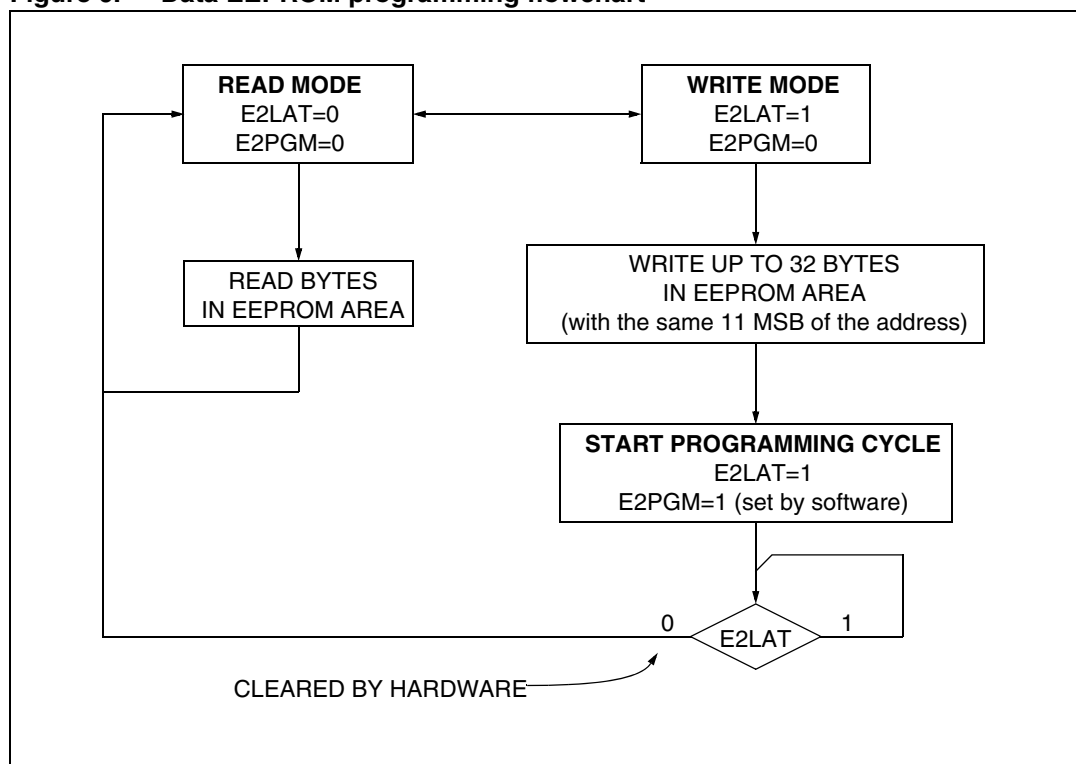 READ MODE
E2LAT=0
E2PGM=0
WRITE MODE
E2LAT=1
E2PGM=0
READ BYTES
IN EEPROM AREA
WRITE UP TO 32 BYTES
IN EEPROM AREA
(with the same 11 MSB of the address)
START PROGRAMMING CYCLE
E2LAT=1
E2PGM=1 (set by software)
0
E2LAT
1
CLEARED BY HARDWARE